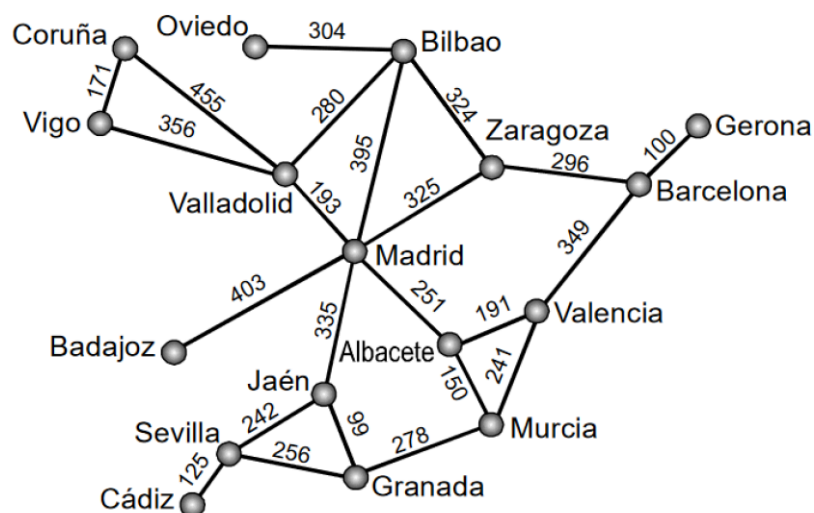 Coruña
Oviedo
304
Bilbao
171
455
280
324
Vigo
356
395
Zaragoza
100
Gerona
Valladolid
193
325
296
Barcelona
Madrid
349
403
251
191
Valencia
335
Badajoz
Albacete
241
150
Jaén
242
99
Sevilla
256
278
Murcia
125
Cádiz
Granada